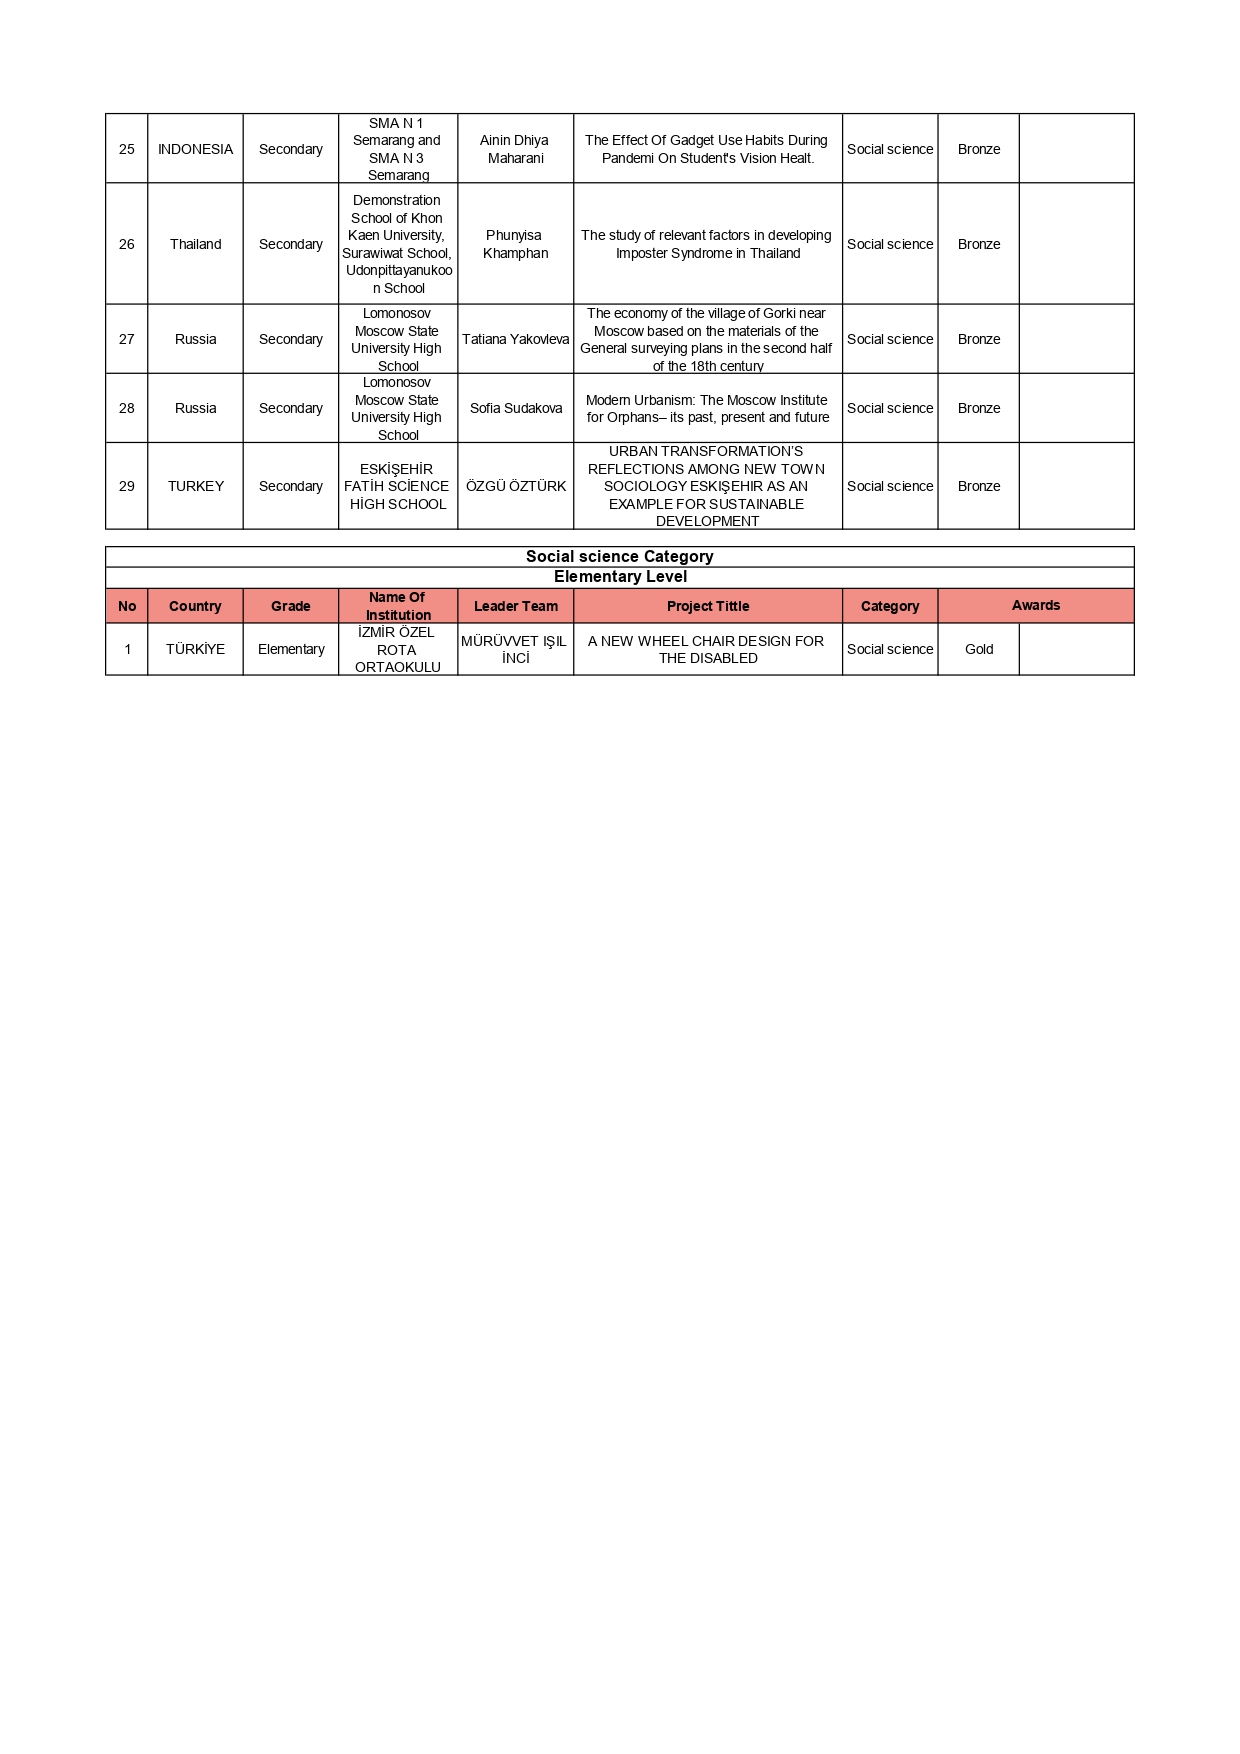 25 INDONESIA Secondary SMA N 1 Semarang and SMA N 3 Semarang Ainin Dhiya Maharani The Effect Of Gadget Use Habits During Pandemi On Student's Vision Healt. Social science Bronze
26 Thailand Secondary Demonstration School of Khon Kaen University, Surawiwat School, Udonpittayanukoon School Phunyisa Khamphan The study of relevant factors in developing Imposter Syndrome in Thailand Social science Bronze
27 Russia Secondary Lomonosov Moscow State University High School Tatiana Yakovleva The economy of the village of Gorki near Moscow based on the materials of the General surveying plans in the second half of the 18th century Social science Bronze
28 Russia Secondary Lomonosov Moscow State University High School Sofia Sudakova Modern Urbanism: The Moscow Institute for Orphans– its past, present and future Social science Bronze
29 TURKEY Secondary ESKİŞEHİR FATİH SCİENCE HİGH SCHOOL ÖZGÜ ÖZTÜRK URBAN TRANSFORMATION'S REFLECTIONS AMONG NEW TOWN SOCIOLOGY ESKIŞEHIR AS AN EXAMPLE FOR SUSTAINABLE DEVELOPMENT Social science Bronze
Social science Category
Elementary Level
No Country Grade Name Of Institution Leader Team Project Tittle Category Awards
1 TÜRKİYE Elementary İZMİR ÖZEL ROTA ORTAOKULU MÜRÜVVET IŞIL İNCİ A NEW WHEEL CHAIR DESIGN FOR THE DISABLED Social science Gold